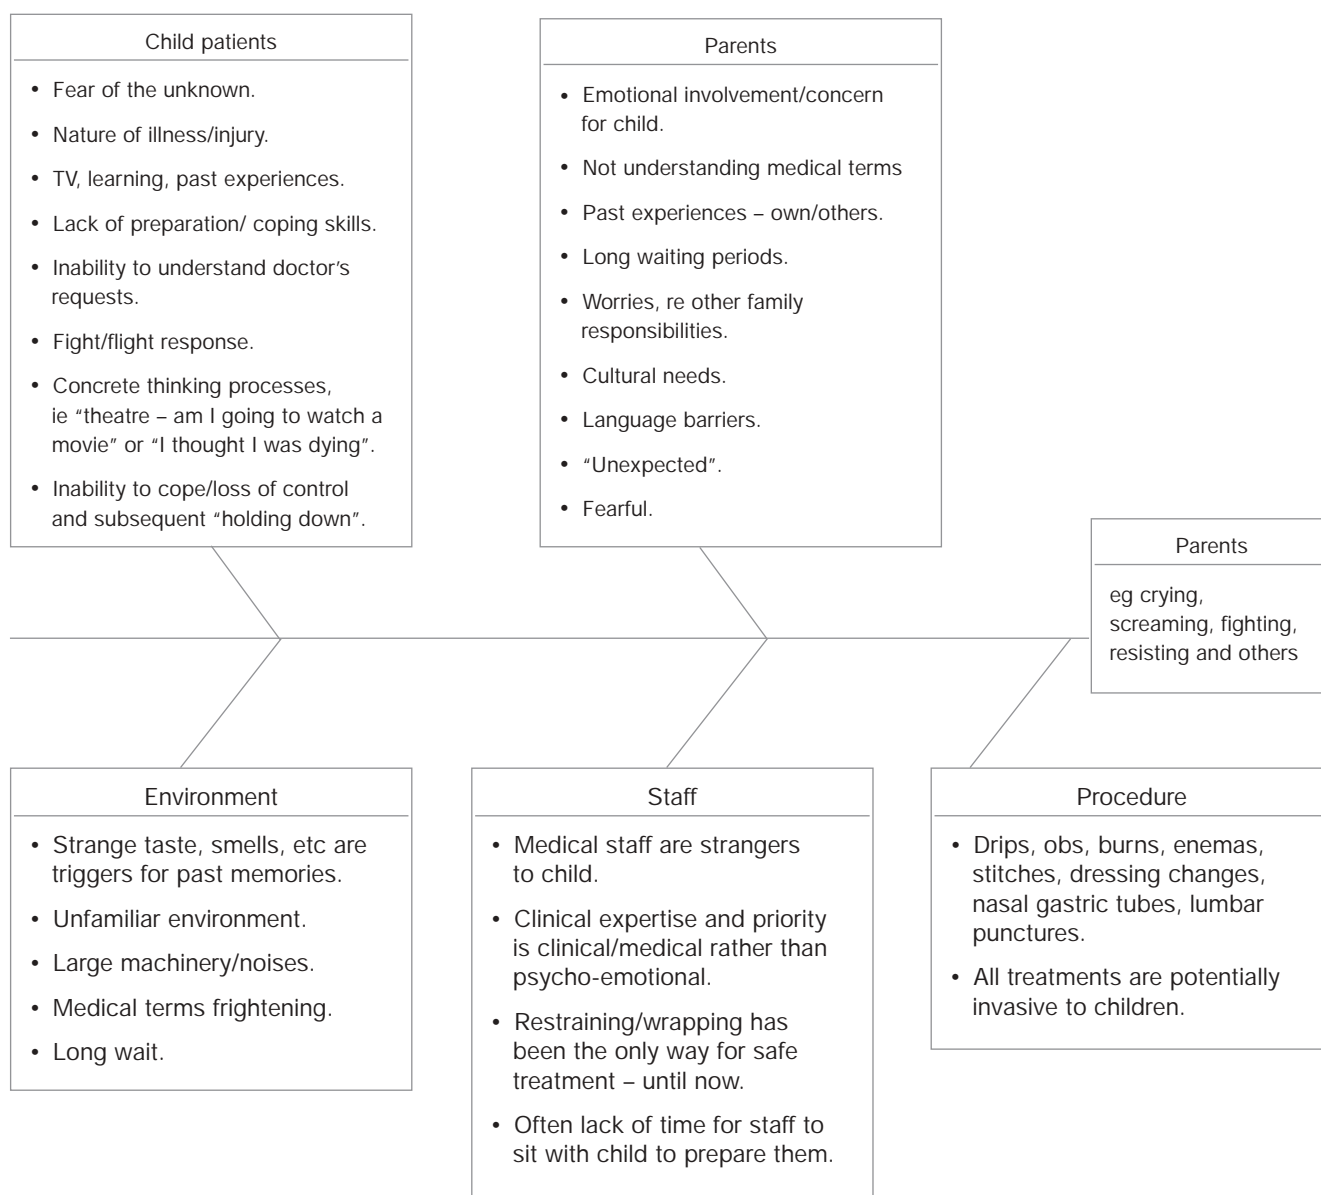 Child patients
• Fear of the unknown.
• Nature of illness/injury.
• TV, learning, past experiences.
• Lack of preparation/ coping skills.
• Inability to understand doctor's
requests.
• Fight/flight response.
• Concrete thinking processes,
ie "theatre – am I going to watch a
movie" or "I thought I was dying".
• Inability to cope/loss of control
and subsequent "holding down".
Parents
• Emotional involvement/concern
for child.
• Not understanding medical terms
• Past experiences – own/others.
• Long waiting periods.
• Worries, re other family
responsibilities.
• Cultural needs.
• Language barriers.
• "Unexpected".
• Fearful.
Parents
eg crying,
screaming, fighting,
resisting and others
Environment
• Strange taste, smells, etc are
triggers for past memories.
• Unfamiliar environment.
• Large machinery/noises.
• Medical terms frightening.
• Long wait.
Staff
• Medical staff are strangers
to child.
• Clinical expertise and priority
is clinical/medical rather than
psycho-emotional.
• Restraining/wrapping has
been the only way for safe
treatment – until now.
• Often lack of time for staff to
sit with child to prepare them.
Procedure
• Drips, obs, burns, enemas,
stitches, dressing changes,
nasal gastric tubes, lumbar
punctures.
• All treatments are potentially
invasive to children.